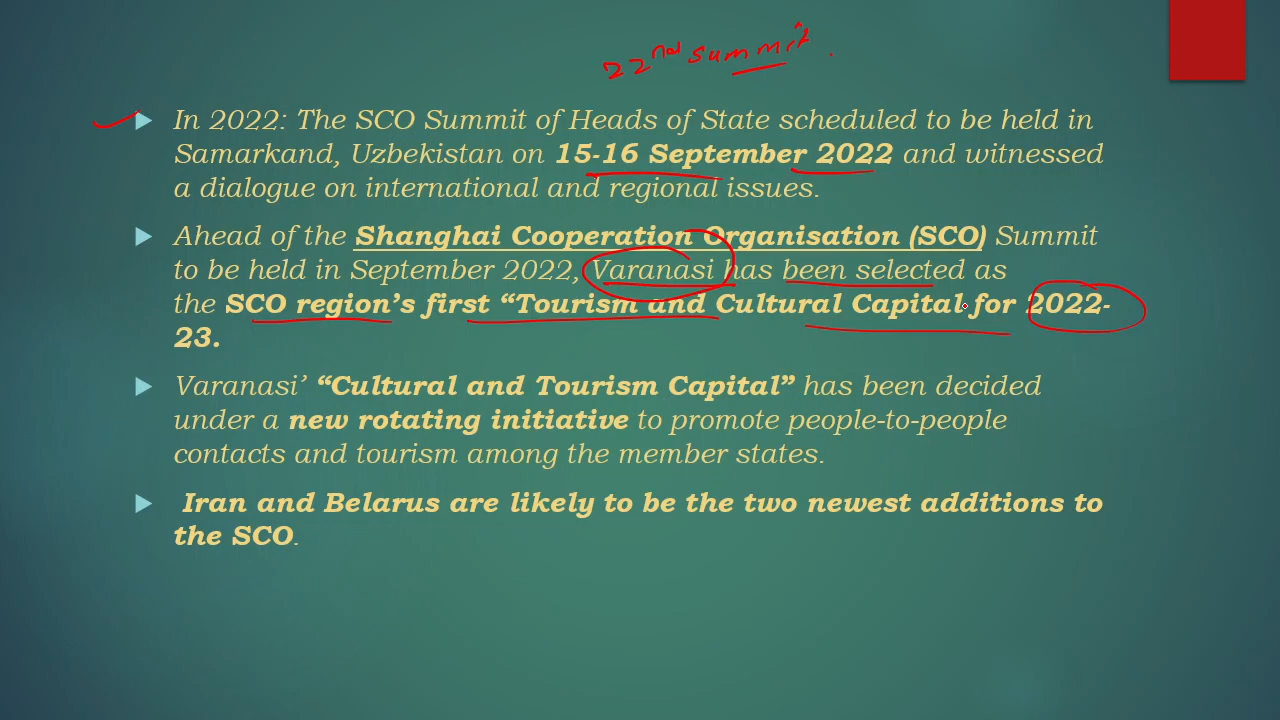 22nd summit
In 2022: The SCO Summit of Heads of State scheduled to be held in
Samarkand, Uzbekistan on 15-16 September 2022 and witnessed
a dialogue on international and regional issues.
Ahead of the Shanghai Cooperation Organisation (SCO) Summit
to be held in September 2022, Varanasi has been selected as
the SCO region’s first “Tourism and Cultural Capital for 2022-
23.
Varanasi’ “Cultural and Tourism Capital” has been decided
under a new rotating initiative to promote people-to-people
contacts and tourism among the member states.
Iran and Belarus are likely to be the two newest additions to
the SCO.